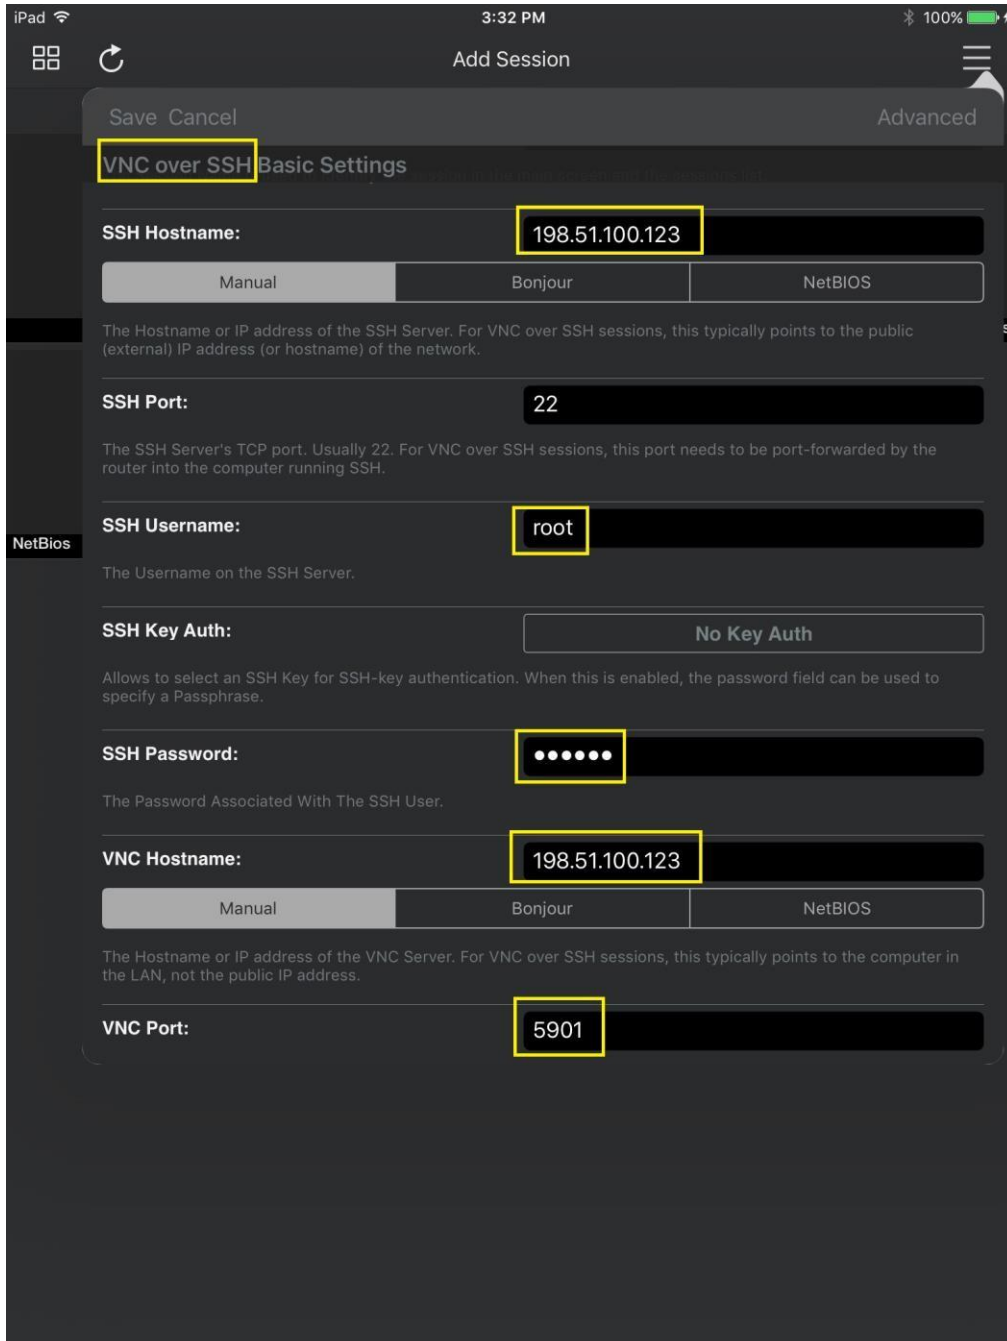 iPad 3:32 PM 100%
Add Session
Save Cancel Advanced
VNC over SSH Basic Settings
SSH Hostname: 198.51.100.123
Manual Bonjour NetBIOS
The Hostname or IP address of the SSH Server. For VNC over SSH sessions, this typically points to the public
(external) IP address (or hostname) of the network.
SSH Port: 22
The SSH Server's TCP port. Usually 22. For VNC over SSH sessions, this port needs to be port-forwarded by the
router into the computer running SSH.
SSH Username: root
NetBios
The Username on the SSH Server.
SSH Key Auth: No Key Auth
Allows to select an SSH Key for SSH-key authentication. When this is enabled, the password field can be used to
specify a Passphrase.
SSH Password: ••••••
The Password Associated With The SSH User.
VNC Hostname: 198.51.100.123
Manual Bonjour NetBIOS
The Hostname or IP address of the VNC Server. For VNC over SSH sessions, this typically points to the computer in
the LAN, not the public IP address.
VNC Port: 5901